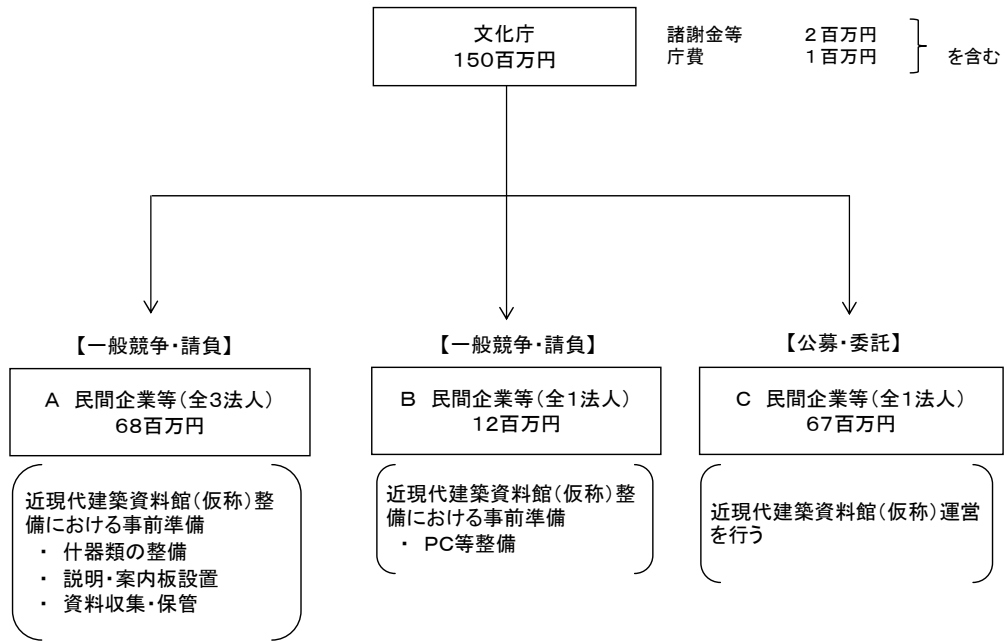 文化庁
150百万円
諸謝金等 2百万円
庁費 1百万円
を含む
【一般競争・請負】
A 民間企業等(全3法人)
68百万円
近現代建築資料館(仮称)整
備における事前準備
・ 什器類の整備
・ 説明・案内板設置
・ 資料収集・保管
【一般競争・請負】
B 民間企業等(全1法人)
12百万円
近現代建築資料館(仮称)整
備における事前準備
・ PC等整備
【公募・委託】
C 民間企業等(全1法人)
67百万円
近現代建築資料館(仮称)運営
を行う